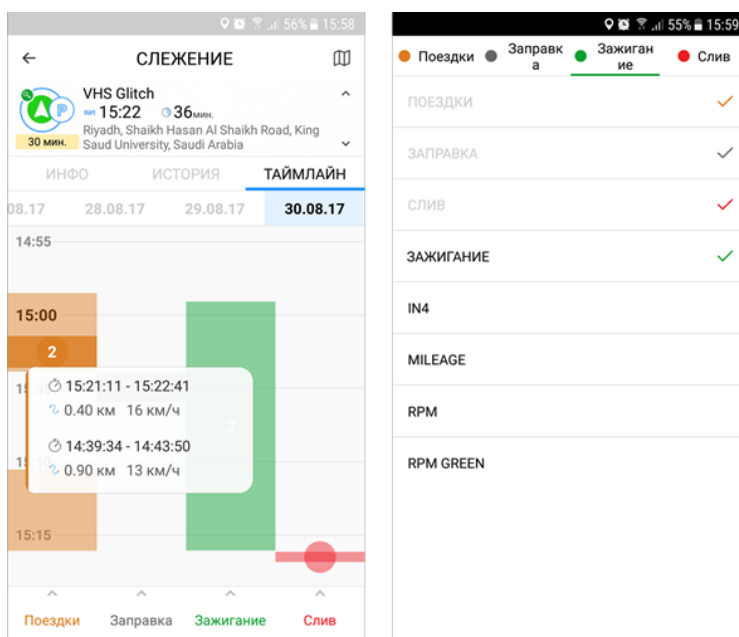 56% 15:58
СЛЕЖЕНИЕ
VHS Glitch
15:22 36мин.
Riyadh, Shaikh Hasan Al Shaikh
Road, King
Saud University, Saudi Arabia
30 мин.
ИНФО ИСТОРИЯ ТАЙМЛАЙН
08.17 28.08.17 29.08.17 30.08.17
14:55
15:00
2
15:21:11 - 15:22:41
0.40 км 16 км/ч
2
14:39:34 - 14:43:50
0.90 км 13 км/ч
15:15
Поездки Заправка Зажигание Слив
55% 15:59
Поездки Заправк
а Зажиган
ие Слив
ПОЕЗДКИ
ЗАПРАВКА
СЛИВ
ЗАЖИГАНИЕ
IN4
MILEAGE
RPM
RPM GREEN